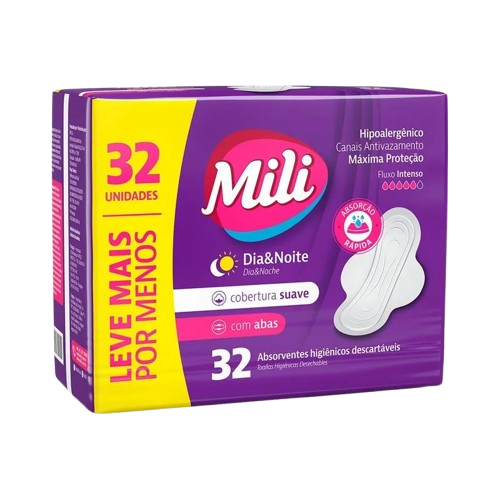 32
UNIDADES
LEVE MAIS
POR MENOS
Mili
Hipoalergênico
Canais Antivazamento
Máxima Proteção
Fluxo Intenso
ABSORÇÃO
RÁPIDA
Dia&Noite
Dia&Noche
cobertura suave
com abas
32 Absorventes higiênicos descartáveis
Toallas Higiénicas Desechables